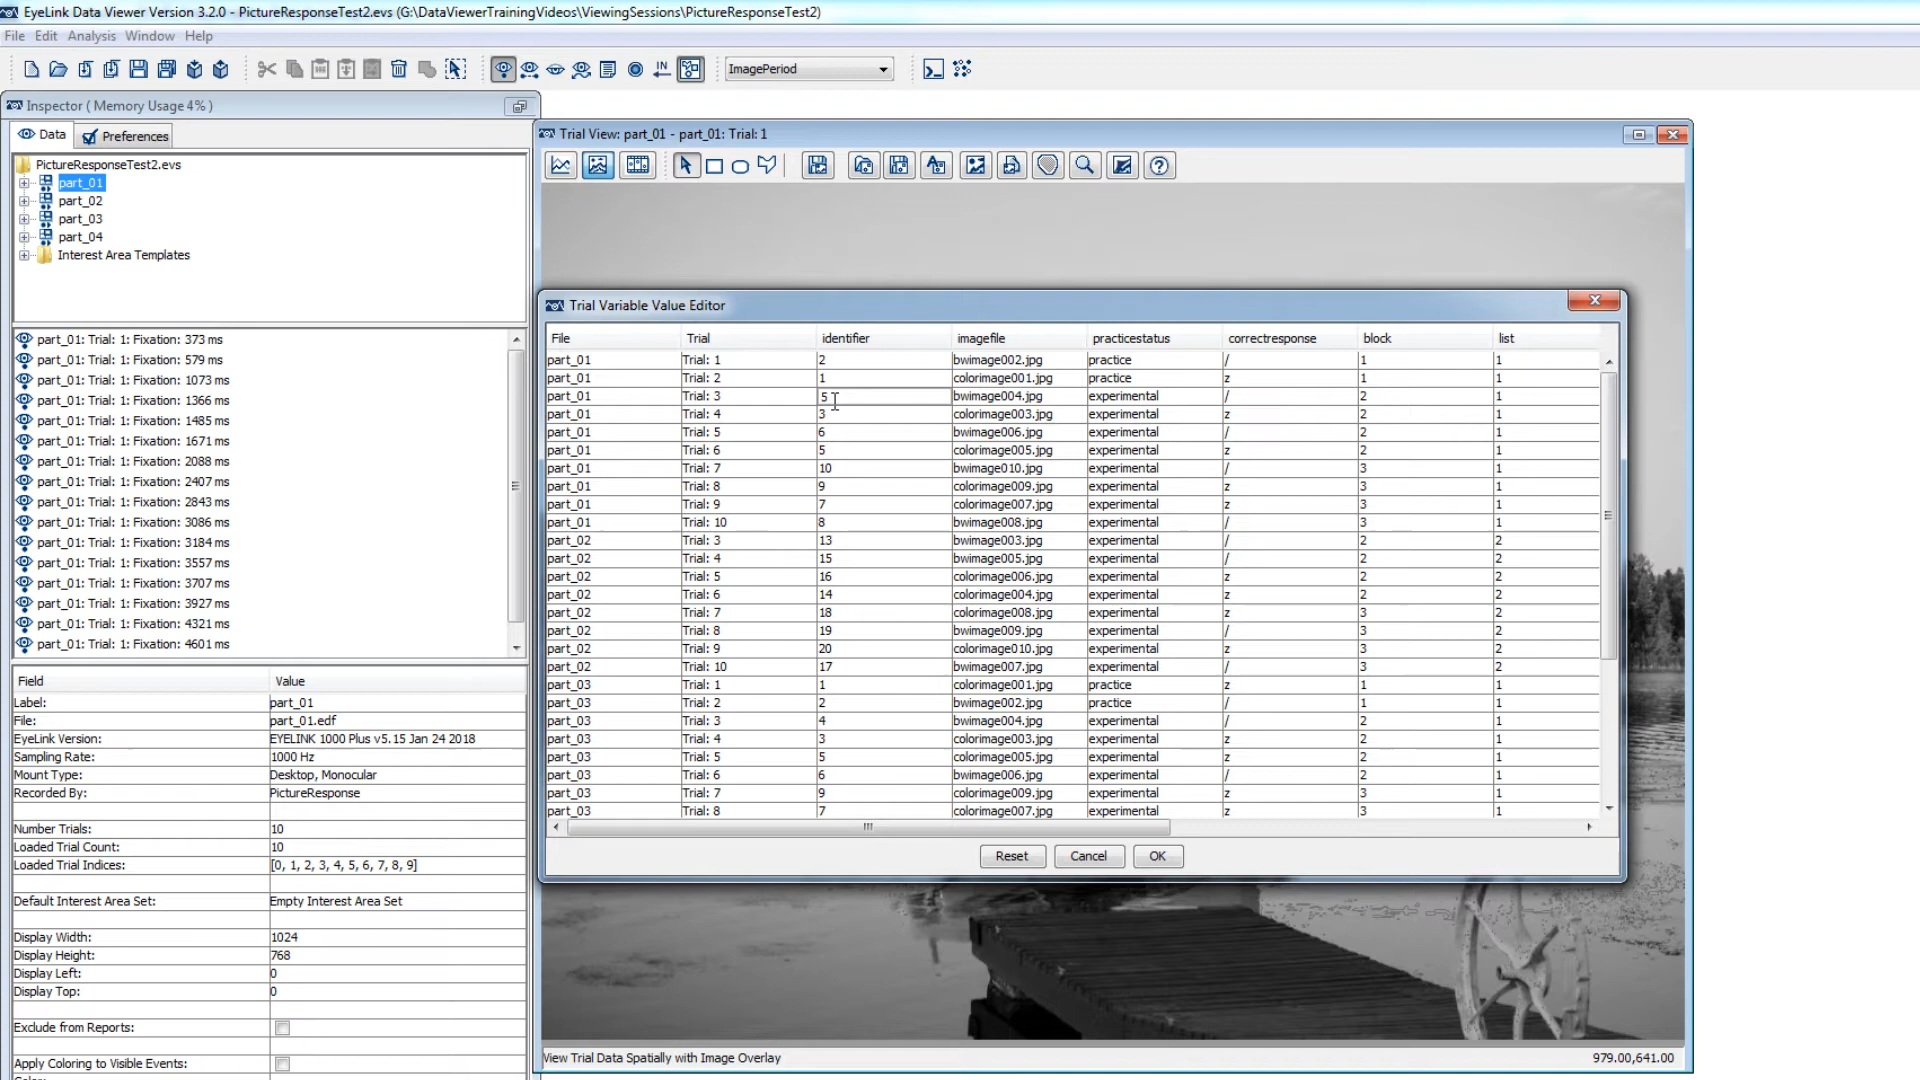 EyeLink Data Viewer Version 3.2.0 - PictureResponseTest2.evs (G:\DataViewerTrainingVideos\ViewingSessions\PictureResponseTest2)
File Edit Analysis Window Help
IN ImagePeriod
Inspector ( Memory Usage 4% )
Data Preferences
PictureResponseTest2.evs
part_01
part_02
part_03
part_04
Interest Area Templates
part_01: Trial: 1: Fixation: 373 ms
part_01: Trial: 1: Fixation: 579 ms
part_01: Trial: 1: Fixation: 1073 ms
part_01: Trial: 1: Fixation: 1366 ms
part_01: Trial: 1: Fixation: 1485 ms
part_01: Trial: 1: Fixation: 1671 ms
part_01: Trial: 1: Fixation: 2088 ms
part_01: Trial: 1: Fixation: 2407 ms
part_01: Trial: 1: Fixation: 2843 ms
part_01: Trial: 1: Fixation: 3086 ms
part_01: Trial: 1: Fixation: 3184 ms
part_01: Trial: 1: Fixation: 3557 ms
part_01: Trial: 1: Fixation: 3707 ms
part_01: Trial: 1: Fixation: 3927 ms
part_01: Trial: 1: Fixation: 4321 ms
part_01: Trial: 1: Fixation: 4601 ms
Field Value
Label: part_01
File: part_01.edf
EyeLink Version: EYELINK 1000 Plus v5.15 Jan 24 2018
Sampling Rate: 1000 Hz
Mount Type: Desktop, Monocular
Recorded By: PictureResponse
Number Trials: 10
Loaded Trial Count: 10
Loaded Trial Indices: [0, 1, 2, 3, 4, 5, 6, 7, 8, 9]
Default Interest Area Set: Empty Interest Area Set
Display Width: 1024
Display Height: 768
Display Left: 0
Display Top: 0
Exclude from Reports:
Apply Coloring to Visible Events:
Trial View: part_01 - part_01: Trial: 1
Trial Variable Value Editor
File Trial identifier imagefile practicestatus correctresponse block list
part_01 Trial: 1 2 bwimage002.jpg practice / 1 1
part_01 Trial: 2 1 colorimage001.jpg practice z 1 1
part_01 Trial: 3 5 bwimage004.jpg experimental / 2 1
part_01 Trial: 4 3 colorimage003.jpg experimental z 2 1
part_01 Trial: 5 6 bwimage006.jpg experimental / 2 1
part_01 Trial: 6 5 colorimage005.jpg experimental z 2 1
part_01 Trial: 7 10 bwimage010.jpg experimental / 3 1
part_01 Trial: 8 9 colorimage009.jpg experimental z 3 1
part_01 Trial: 9 7 colorimage007.jpg experimental z 3 1
part_01 Trial: 10 8 bwimage008.jpg experimental / 3 1
part_02 Trial: 3 13 bwimage003.jpg experimental / 2 2
part_02 Trial: 4 15 bwimage005.jpg experimental / 2 2
part_02 Trial: 5 16 colorimage006.jpg experimental z 2 2
part_02 Trial: 6 14 colorimage004.jpg experimental z 2 2
part_02 Trial: 7 18 colorimage008.jpg experimental z 3 2
part_02 Trial: 8 19 bwimage009.jpg experimental / 3 2
part_02 Trial: 9 20 colorimage010.jpg experimental z 3 2
part_02 Trial: 10 17 bwimage007.jpg experimental / 3 2
part_03 Trial: 1 1 colorimage001.jpg practice z 1 1
part_03 Trial: 2 2 bwimage002.jpg practice / 1 1
part_03 Trial: 3 4 bwimage004.jpg experimental / 2 1
part_03 Trial: 4 3 colorimage003.jpg experimental z 2 1
part_03 Trial: 5 5 colorimage005.jpg experimental z 2 1
part_03 Trial: 6 6 bwimage006.jpg experimental / 2 1
part_03 Trial: 7 9 colorimage009.jpg experimental z 3 1
part_03 Trial: 8 7 colorimage007.jpg experimental z 3 1
Reset Cancel OK
View Trial Data Spatially with Image Overlay 979.00,641.00